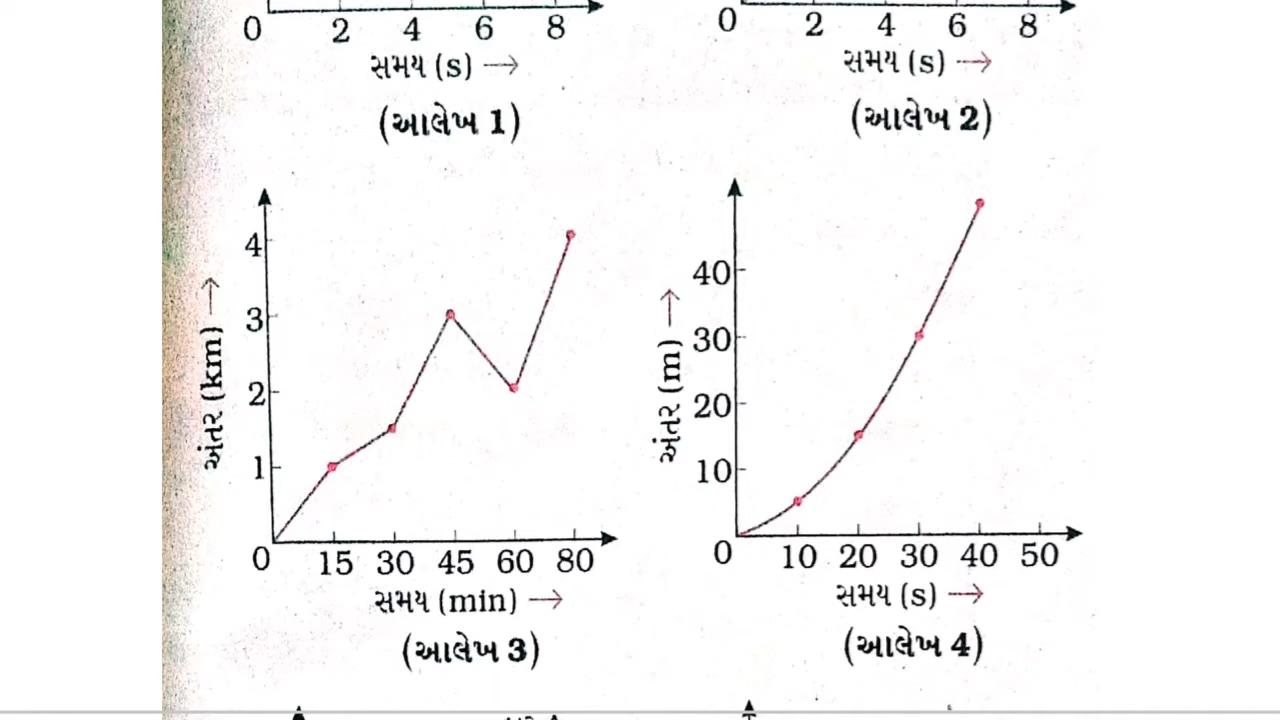 0 2 4 6 8
સમય (s) →
(આલેખ 1)
0 2 4 6 8
સમય (s) →
(આલેખ 2)
4
3
2
1
0 15 30 45 60 80
અંતર (km) →
સમય (min) →
(આલેખ 3)
40
30
20
10
0 10 20 30 40 50
અંતર (m) →
સમય (s) →
(આલેખ 4)